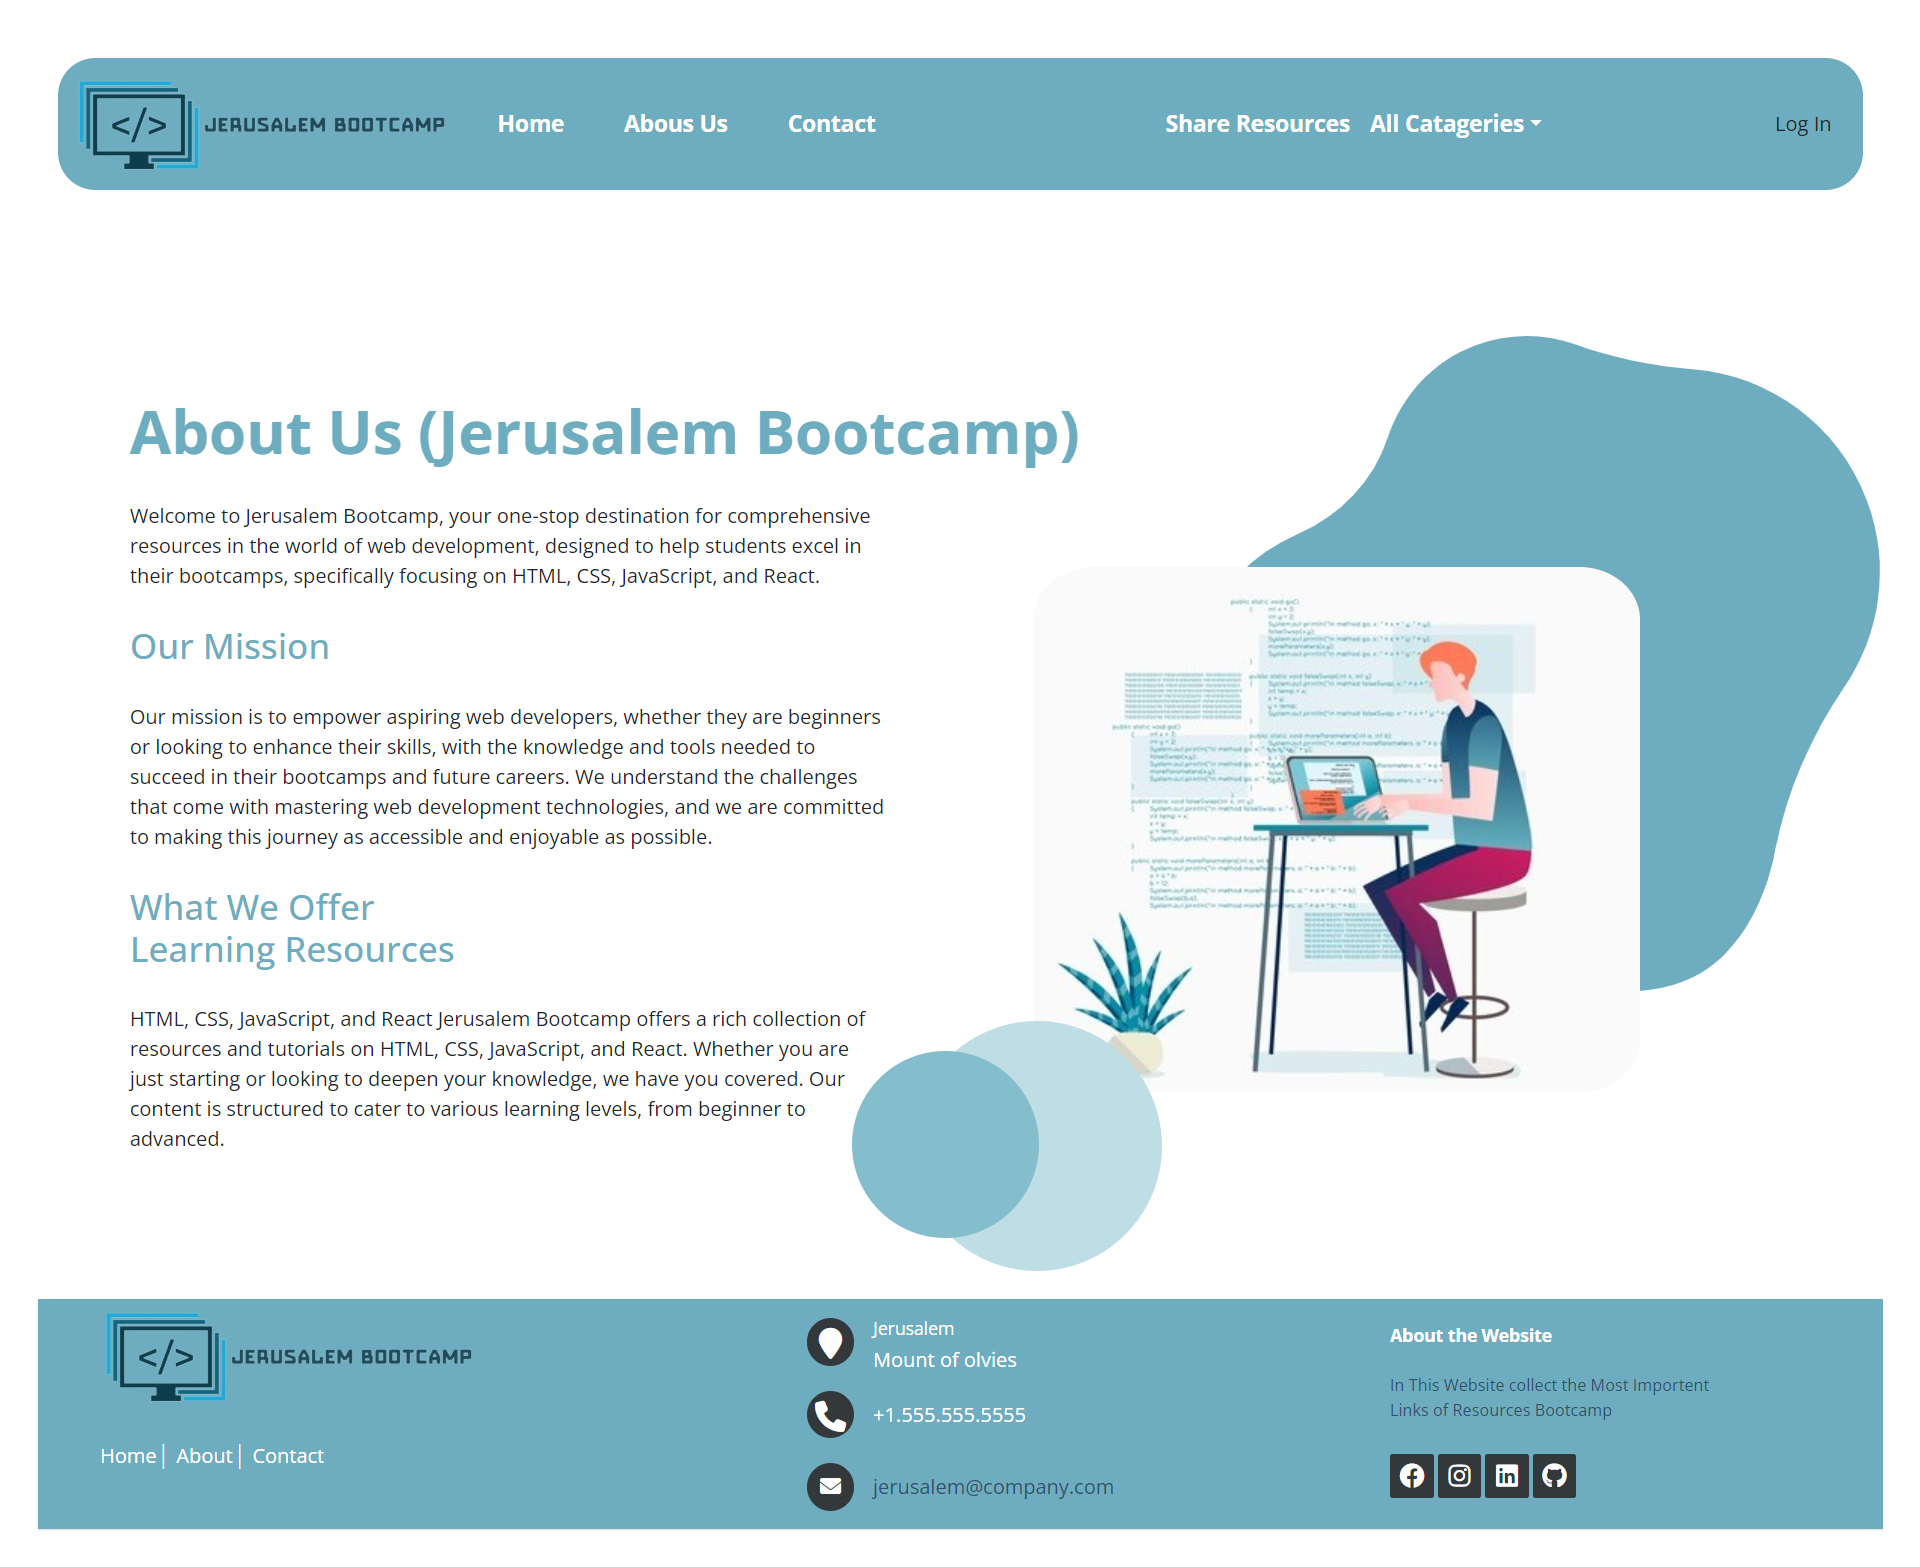 JERUSALEM BOOTCAMP
Home
Abous Us
Contact
Share Resources
All Catageries
Log In
About Us (Jerusalem Bootcamp)
Welcome to Jerusalem Bootcamp, your one-stop destination for comprehensive
resources in the world of web development, designed to help students excel in
their bootcamps, specifically focusing on HTML, CSS, JavaScript, and React.
Our Mission
Our mission is to empower aspiring web developers, whether they are beginners
or looking to enhance their skills, with the knowledge and tools needed to
succeed in their bootcamps and future careers. We understand the challenges
that come with mastering web development technologies, and we are committed
to making this journey as accessible and enjoyable as possible.
What We Offer
Learning Resources
HTML, CSS, JavaScript, and React Jerusalem Bootcamp offers a rich collection of
resources and tutorials on HTML, CSS, JavaScript, and React. Whether you are
just starting or looking to deepen your knowledge, we have you covered. Our
content is structured to cater to various learning levels, from beginner to
advanced.
JERUSALEM BOOTCAMP
Home| About| Contact
Jerusalem
Mount of olvies
+1.555.555.5555
jerusalem@company.com
About the Website
In This Website collect the Most Importent
Links of Resources Bootcamp